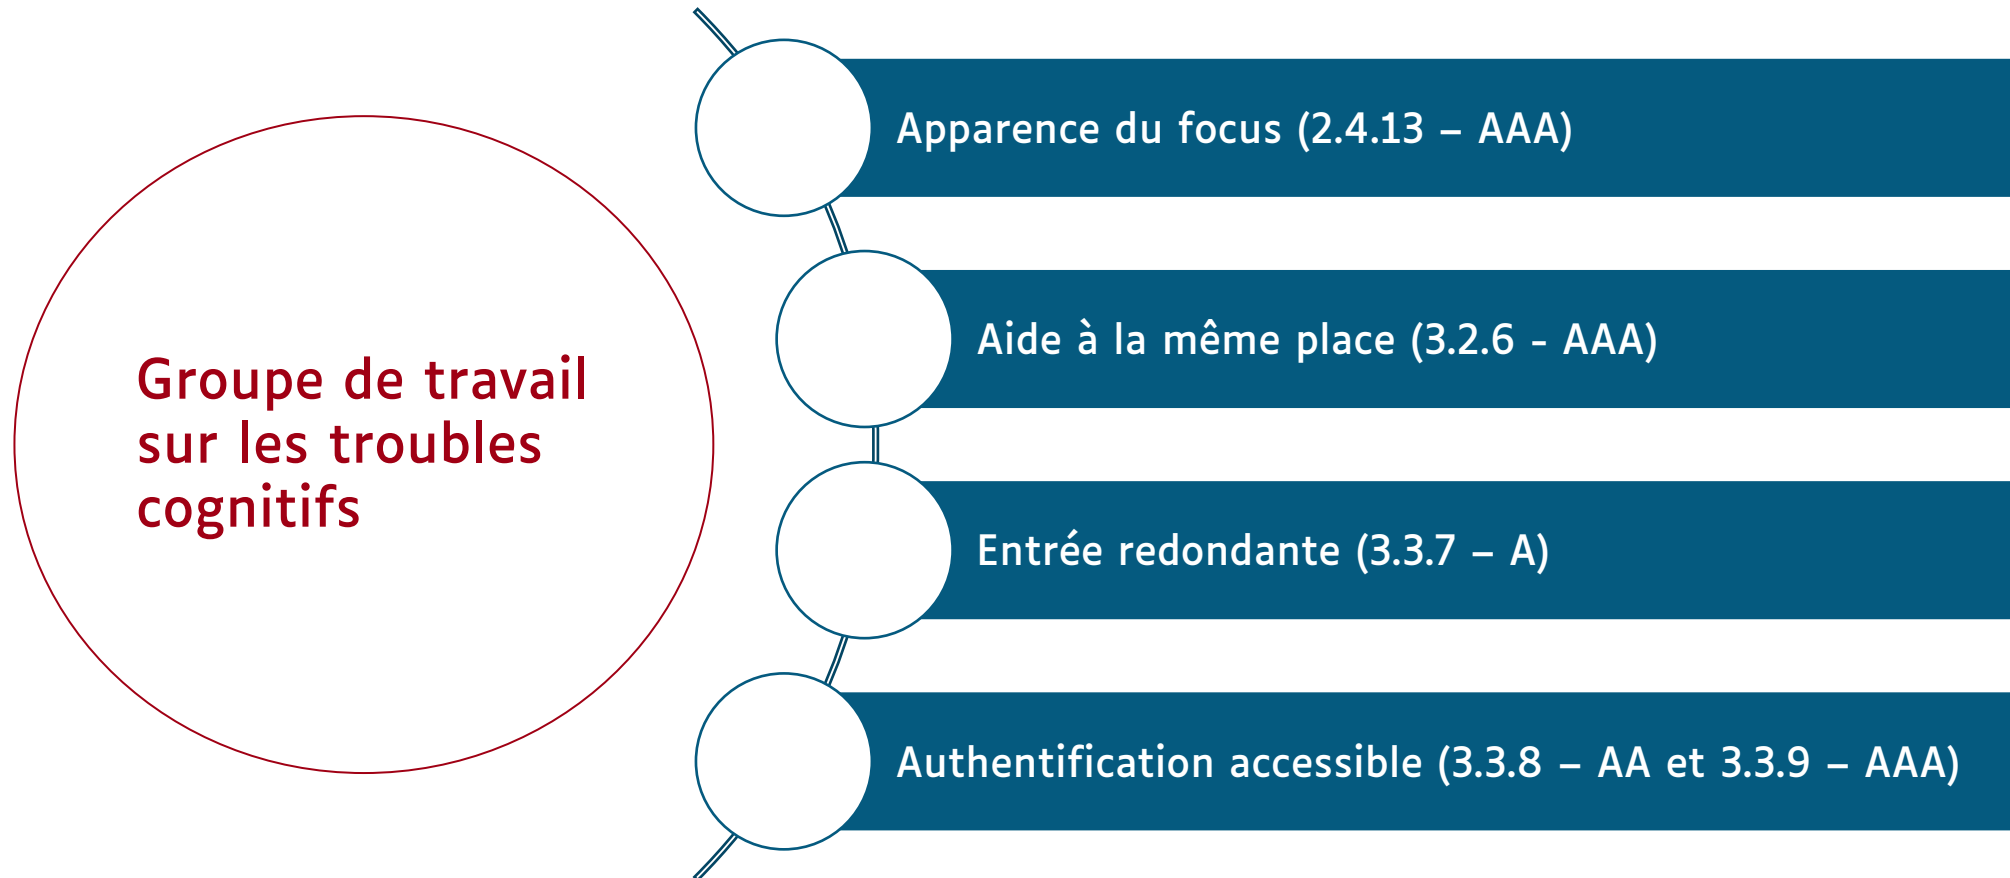 Groupe de travail
sur les troubles
cognitifs
Apparence du focus (2.4.13 – AAA)
Aide à la même place (3.2.6 - AAA)
Entrée redondante (3.3.7 – A)
Authentification accessible (3.3.8 – AA et 3.3.9 – AAA)